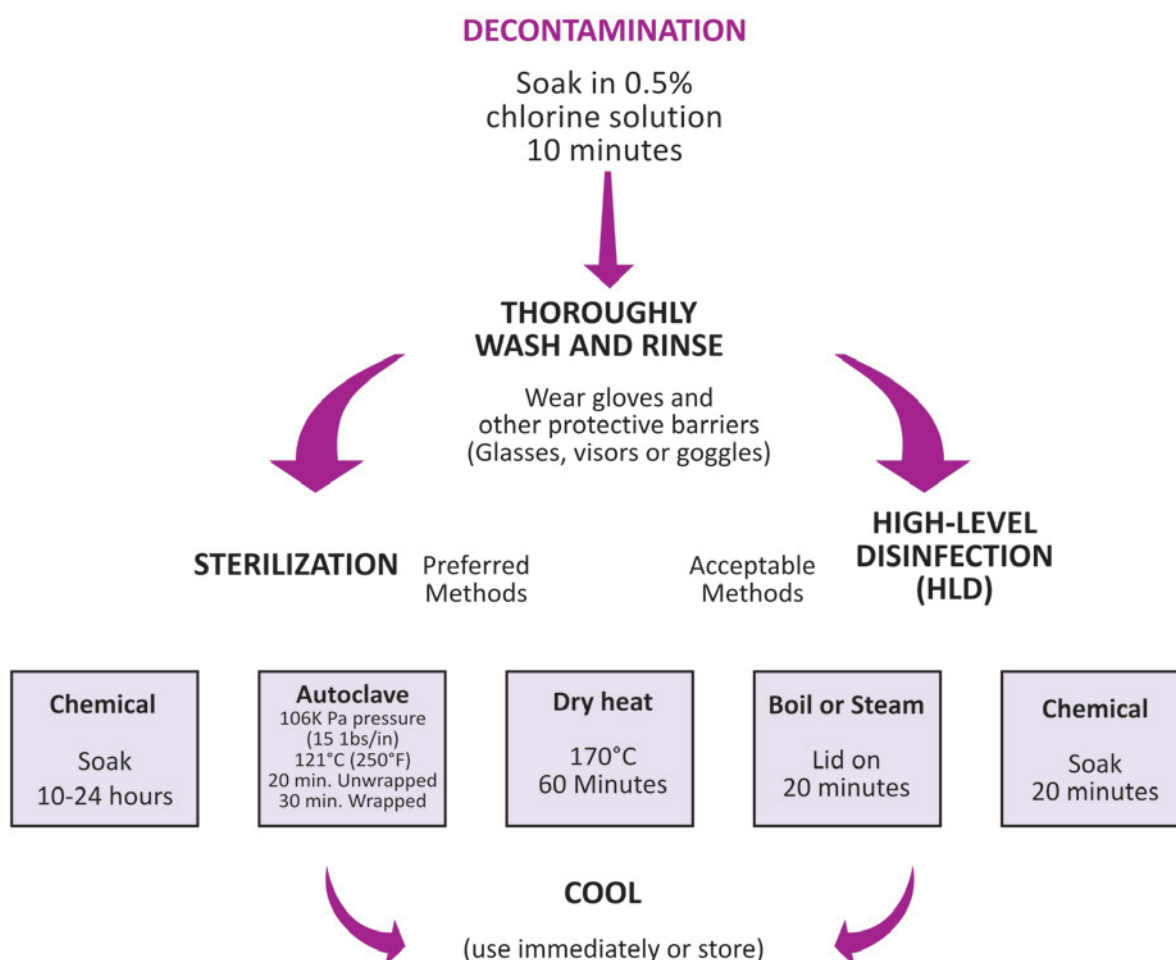 DECONTAMINATION
Soak in 0.5%
chlorine solution
10 minutes
THOROUGHLY
WASH AND RINSE
Wear gloves and
other protective barriers
(Glasses, visors or goggles)
STERILIZATION
Preferred
Methods
Acceptable
Methods
HIGH-LEVEL
DISINFECTION
(HLD)
Chemical
Soak
10-24 hours
Autoclave
106K Pa pressure
(15 1bs/in)
121°C (250°F)
20 min. Unwrapped
30 min. Wrapped
Dry heat
170°C
60 Minutes
Boil or Steam
Lid on
20 minutes
Chemical
Soak
20 minutes
COOL
(use immediately or store)